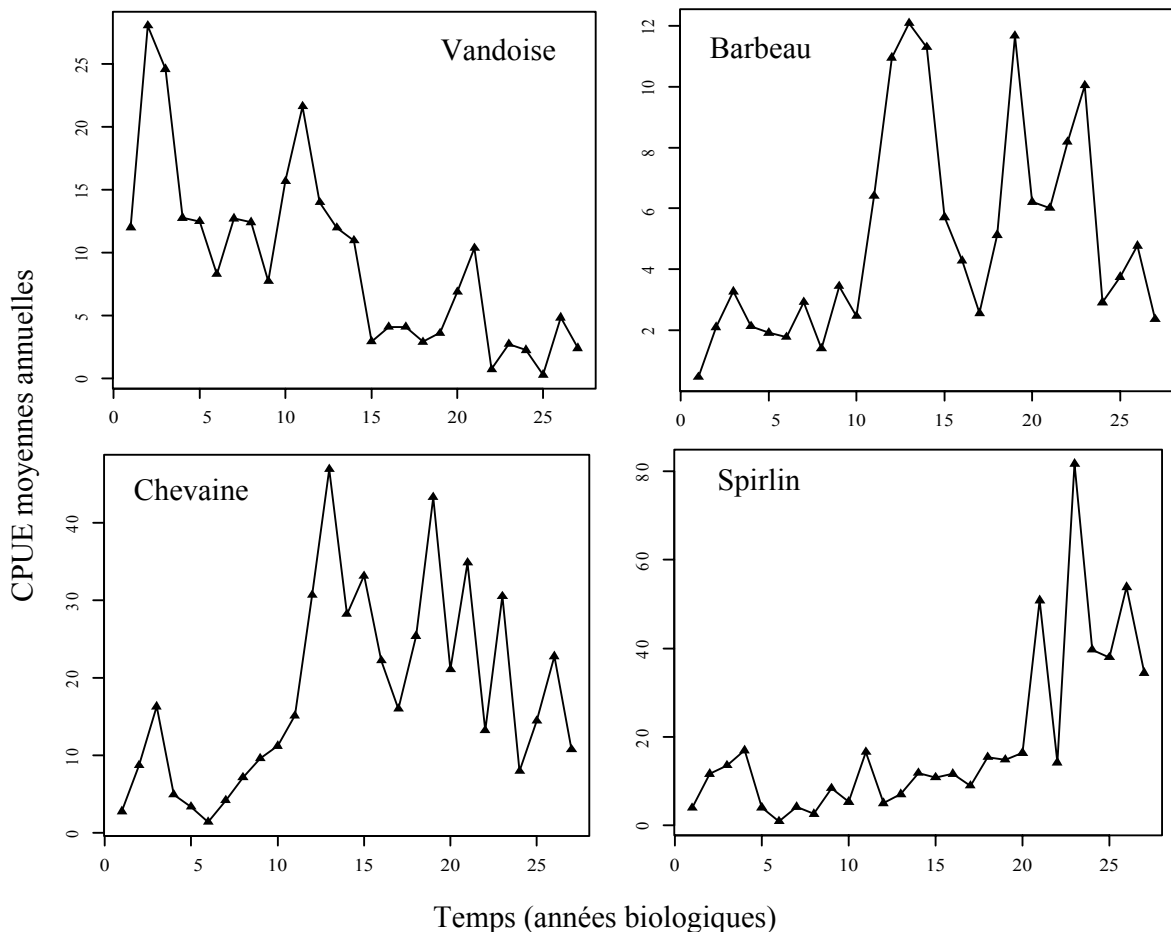 Vandoise
0 5 10 15 20 25
0 5 10 15 20 25
Barbeau
2 4 6 8 10 12
0 5 10 15 20 25
CPUE moyennes annuelles
Chevaine
0 10 20 30 40
0 5 10 15 20 25
Spirlin
0 20 40 60 80
0 5 10 15 20 25
Temps (années biologiques)